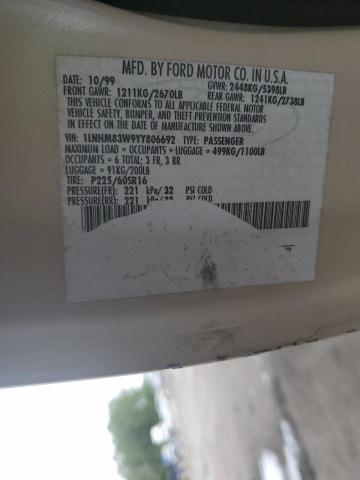 MFD. BY FORD MOTOR CO. IN U.S.A.
DATE: 10/99 GVWR: 2448KG/5398LB
FRONT GAWR: 1211KG/2670LB REAR GAWR: 1241KG/2738LB
THIS VEHICLE CONFORMS TO ALL APPLICABLE FEDERAL MOTOR
VEHICLE SAFETY, BUMPER, AND THEFT PREVENTION STANDARDS
IN EFFECT ON THE DATE OF MANUFACTURE SHOWN ABOVE
VIN: 1LNHM83W9YY806692 TYPE: PASSENGER
MAXIMUM LOAD = OCCUPANTS + LUGGAGE = 499KG/1100LB
OCCUPANTS = 6 TOTAL: 3 FR, 3 RR
LUGGAGE = 91KG/200LB
TIRE: P225/60SR16
PRESSURE(FR): 221 kPa/32 PSI COLD
PRESSURE(RR): 221 kPa/32 PSI COLD